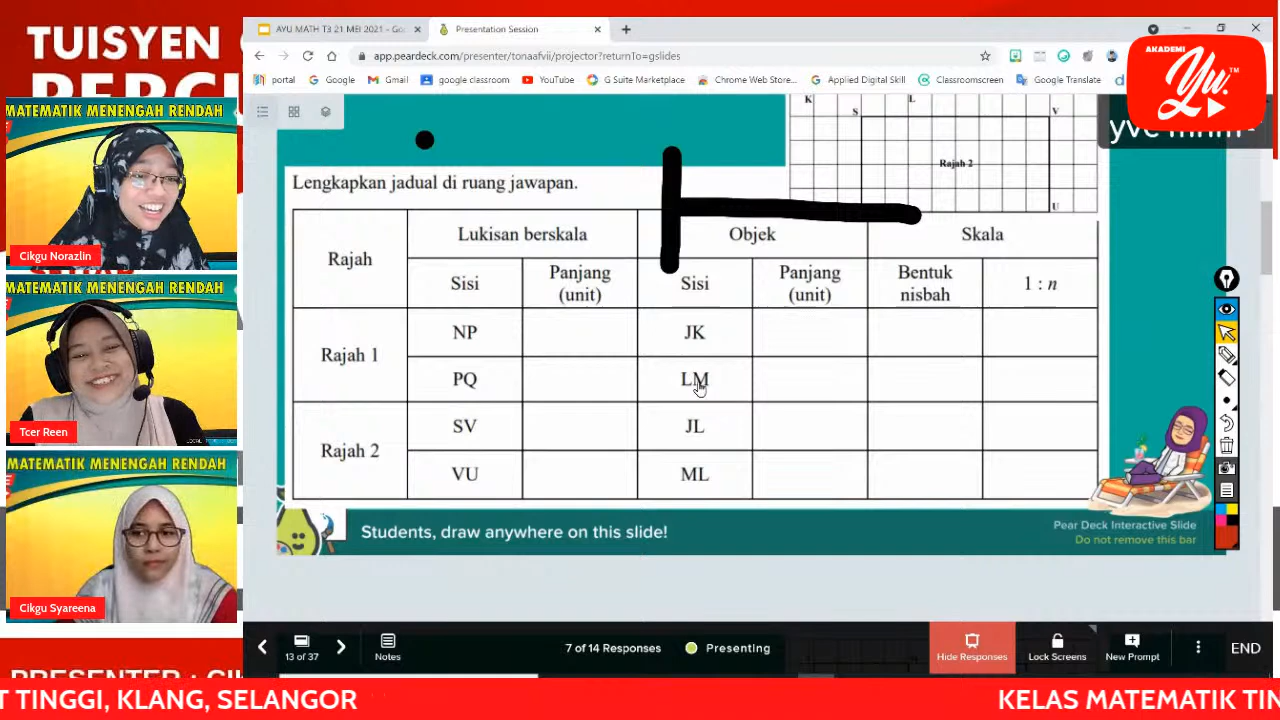 TUISYEN
MATEMATIK MENENGAH RENDAH
Cikgu Norazlin
MATEMATIK MENENGAH RENDAH
Tcer Reen
MATEMATIK MENENGAH RENDAH
Cikgu Syareena
AYU MATH T3 21 MEI 2021 - Go
Presentation Session
app.peardeck.com/presenter/tonaafvii/projector?returnTo=gslides
portal
Google
Gmail
google classroom
YouTube
G Suite Marketplace
Chrome Web Store...
Applied Digital Skill
Classroomscreen
Google Translate
AKADEMI
Yu.
TM
K
S
L
V
Rajah 2
U
Lengkapkan jadual di ruang jawapan.
Rajah
Lukisan berskala
Objek
Skala
Sisi
Panjang
(unit)
Sisi
Panjang
(unit)
Bentuk
nisbah
1 : n
Rajah 1
NP
JK
PQ
LM
Rajah 2
SV
JL
VU
ML
Students, draw anywhere on this slide!
Pear Deck Interactive Slide
Do not remove this bar
13 of 37
Notes
7 of 14 Responses
Presenting
Hide Responses
Lock Screens
New Prompt
END
T TINGGI, KLANG, SELANGOR
KELAS MATEMATIK TIN